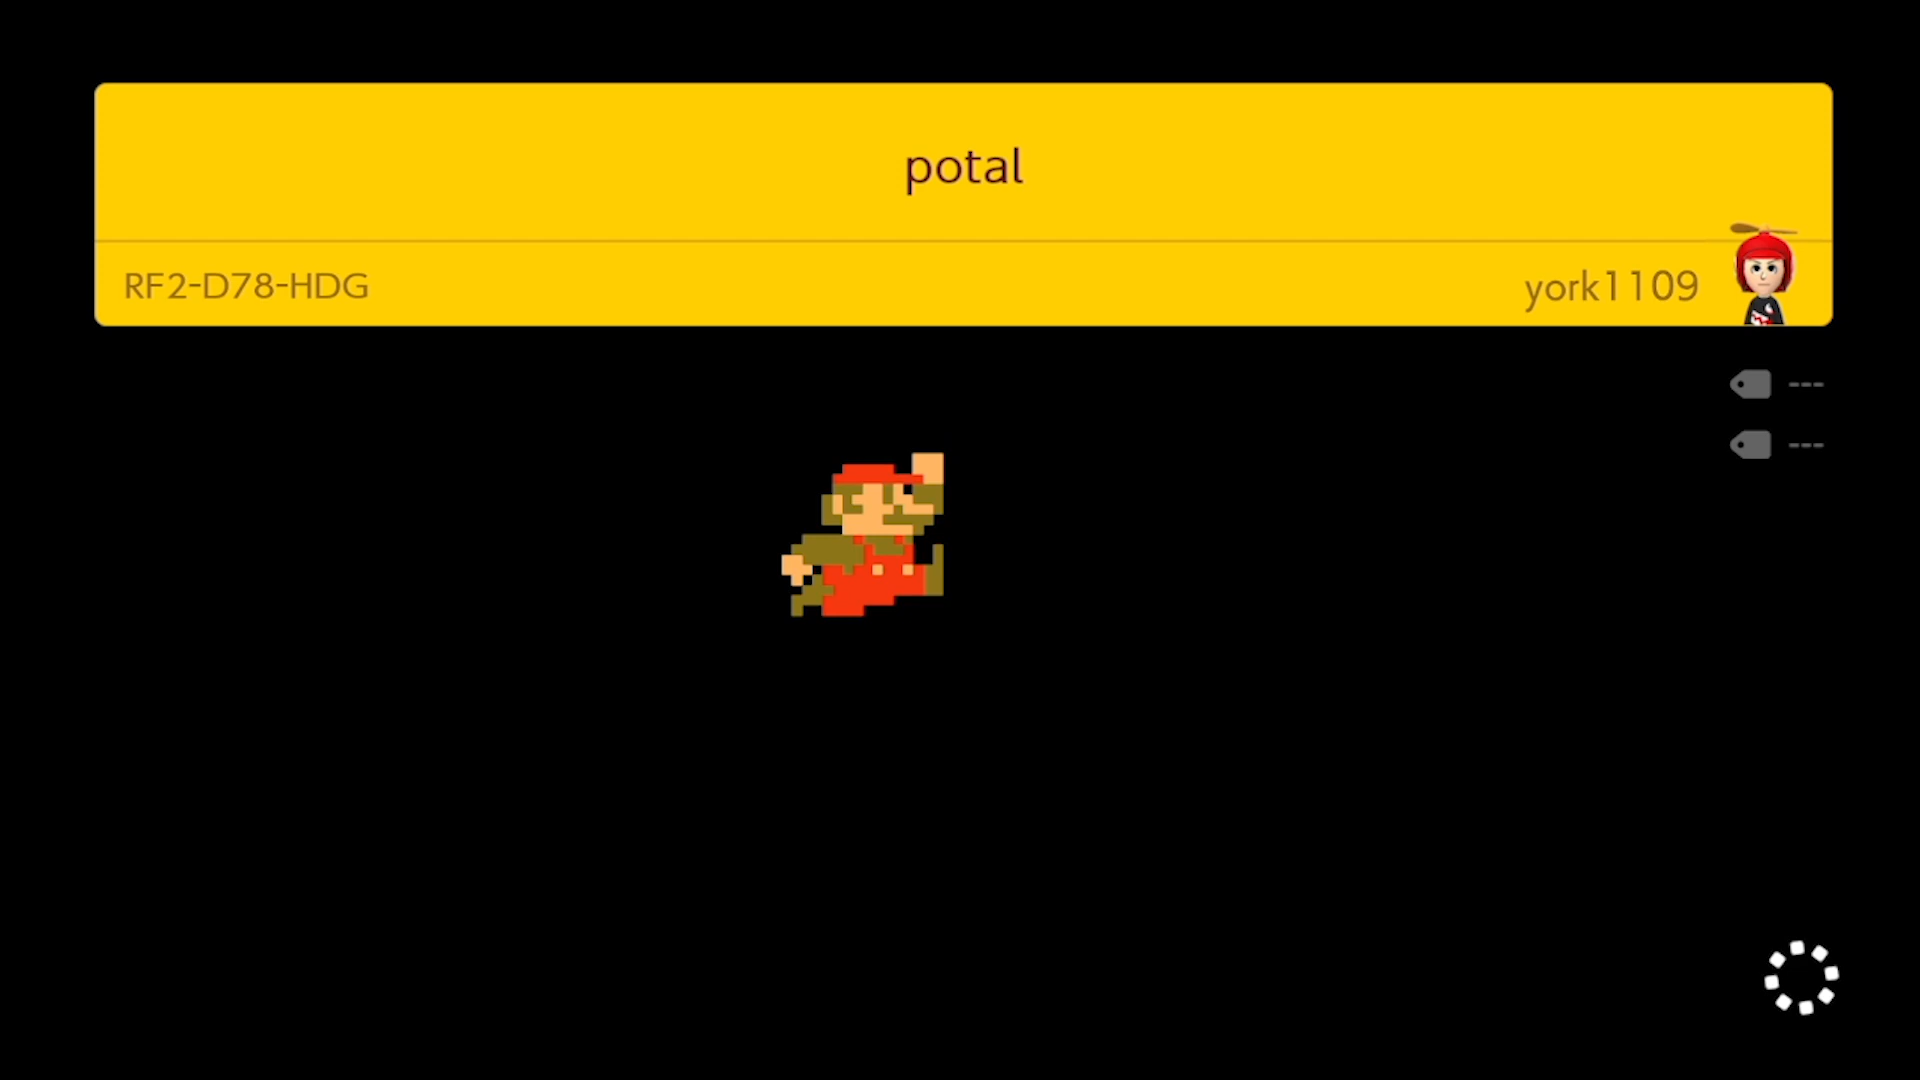 potal
RF2-D78-HDG
york1109
---
---